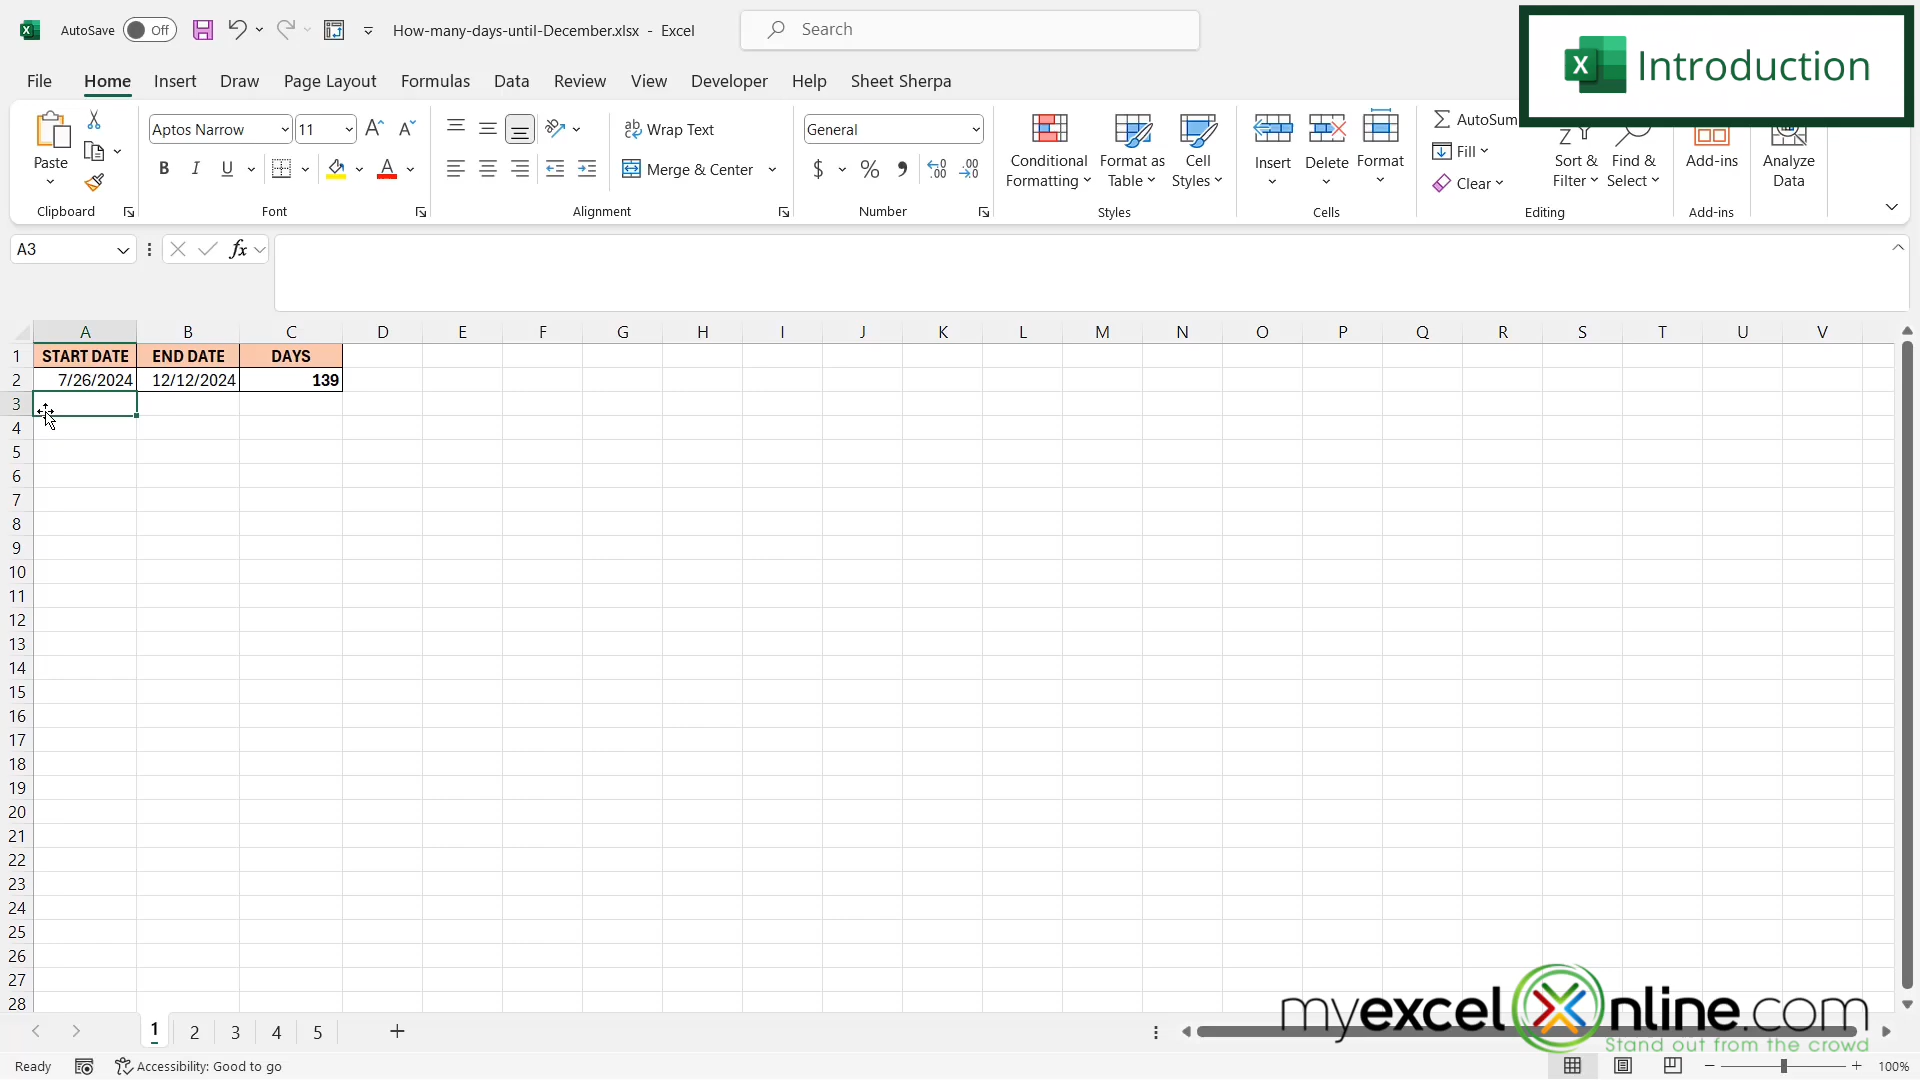 AutoSave Off How-many-days-until-December.xlsx - Excel Search
Introduction
File Home Insert Draw Page Layout Formulas Data Review View Developer Help Sheet Sherpa
Paste
Clipboard
Aptos Narrow 11
B I U A
Font
Wrap Text
Merge & Center
Alignment
General
$ % , .00
Number
Conditional Formatting
Format as Table
Cell Styles
Styles
Insert Delete Format
Cells
AutoSum
Fill
Clear
Sort & Filter
Find & Select
Editing
Add-ins
Add-ins
Analyze Data
A3 fx
A B C D E F G H I J K L M N O P Q R S T U V
1 START DATE END DATE DAYS
2 7/26/2024 12/12/2024 139
3
4
5
6
7
8
9
10
11
12
13
14
15
16
17
18
19
20
21
22
23
24
25
26
27
28
myexcelonline.com
Stand out from the crowd
1 2 3 4 5 +
Ready Accessibility: Good to go 100%